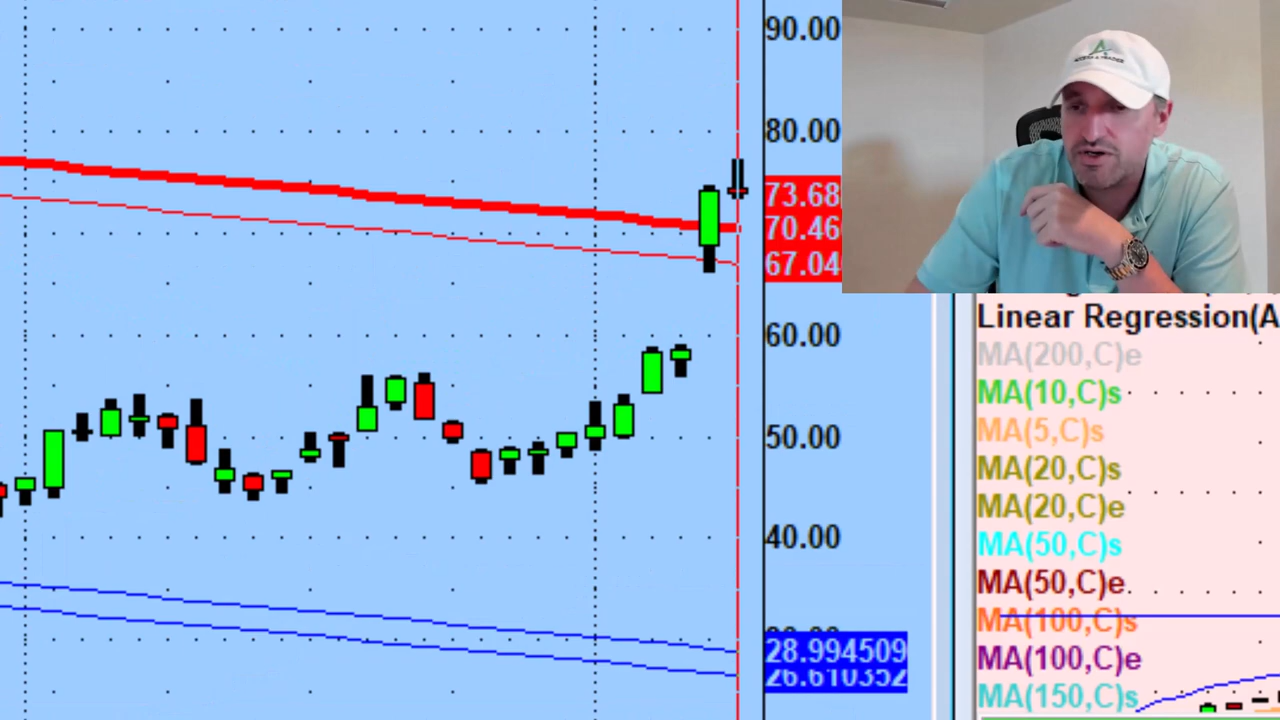 90.00
80.00
73.68
70.46
67.04
60.00
50.00
40.00
28.994509
26.610352
Linear Regression(A
MA(200,C)e
MA(10,C)s
MA(5,C)s
MA(20,C)s
MA(20,C)e
MA(50,C)s
MA(50,C)e
MA(100,C)s
MA(100,C)e
MA(150,C)s